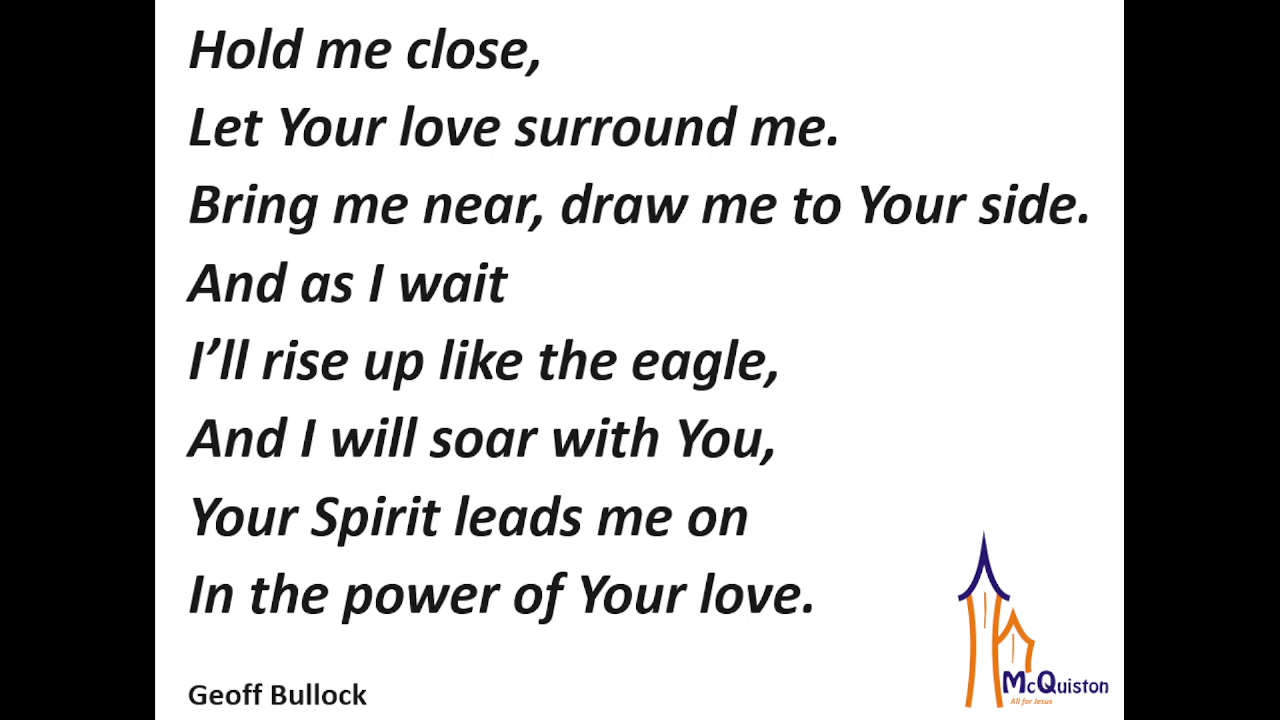 Hold me close,
Let Your love surround me.
Bring me near, draw me to Your side.
And as I wait
I’ll rise up like the eagle,
And I will soar with You,
Your Spirit leads me on
In the power of Your love.
Geoff Bullock
McQuiston
All for Jesus